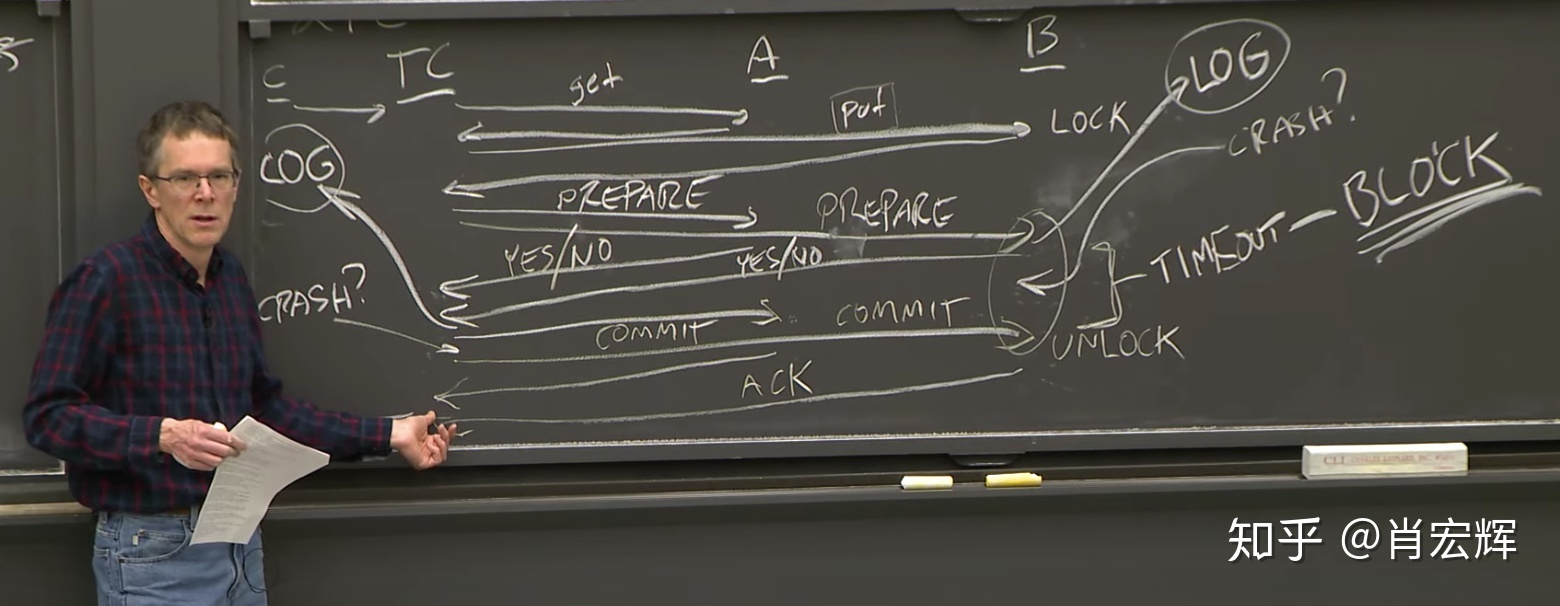 C
TC
A
B
LOG
get
put
LOCK
CRASH?
LOG
PREPARE
PREPARE
BLOCK
YES/NO
YES/NO
TIMEOUT
CRASH?
COMMIT
COMMIT
UNLOCK
ACK
知乎 @肖宏辉